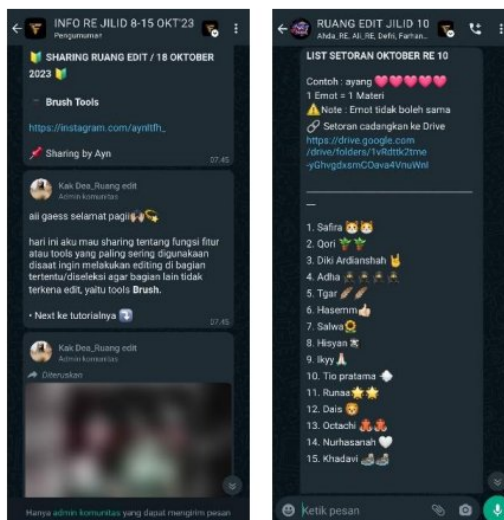 INFO RE JILID 8-15 OKT'23
Pengumuman
🔰 SHARING RUANG EDIT / 18 OKTOBER
2023 🔰
Brush Tools
https://instagram.com/aynltfh_
📌 Sharing by Ayn
07.45
Kak Dea_Ruang edit
Admin komunitas
aii gaess selamat pagii
hari ini aku mau sharing tentang fungsi fitur
atau tools yang paling sering digunakaan
disaat ingin melakukan editing di bagian
tertentu/diseleksi agar bagian lain tidak
terkena edit, yaitu tools Brush.
• Next ke tutorialnya ⤵️
07.45
Kak Dea_Ruang edit
Admin komunitas
Diteruskan
Hanya admin komunitas yang dapat mengirim pesan
RUANG EDIT JILID 10
Ahda_RE, Ali_RE, Defri, Farhan...
LIST SETORAN OKTOBER RE 10
Contoh : ayang 💗💗💗💗💗
1 Emot = 1 Materi
⚠️Note : Emot tidak boleh sama
🔗 Setoran cadangkan ke Drive
https://drive.google.com
/drive/folders/1vRdttk2tme
-yGhvgdxsmCOava4VnuWnl
1. Safira 🐹🐹
2. Qori 🌱🌱
3. Diki Ardianshah 🤘
4. Adha
5. Tgar
6. Hasemm👍🏻
7. Salwa🌻
8. Hisyan
9. Ikyy
10. Tio pratama
11. Runaa🌟🌟
12. Dais 🦁
13. Octachi
14. Nurhasanah 🤍
15. Khadavi
Ketik pesan